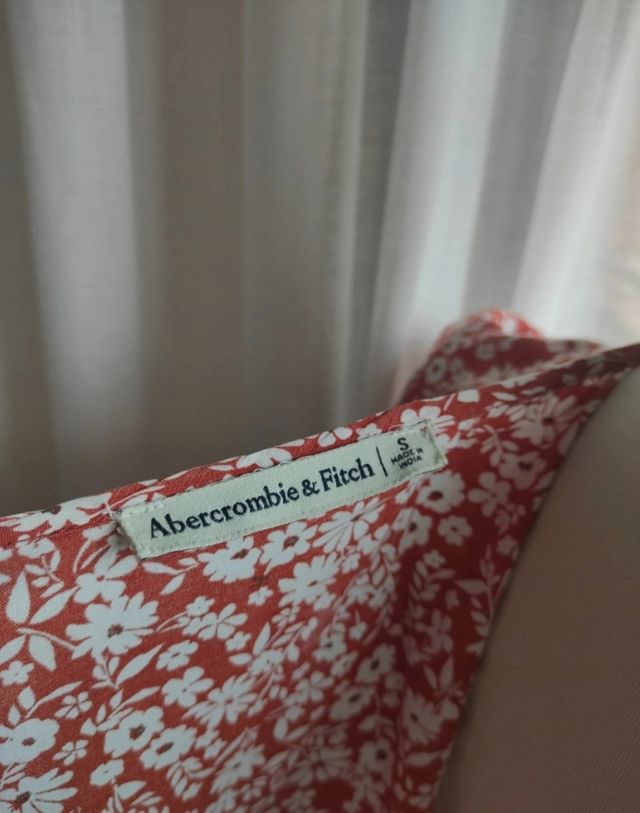 Abercrombie & Fitch | S
MADE IN
INDIA